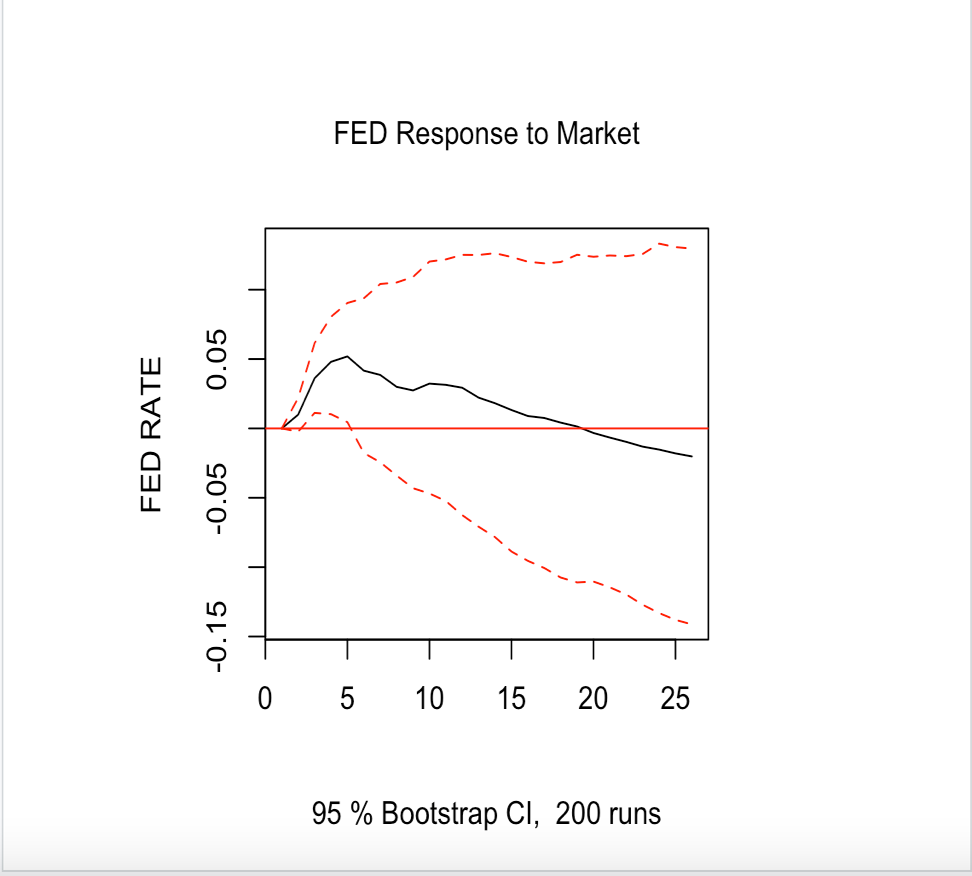 FED Response to Market
FED RATE
0.05
-0.05
-0.15
0 5 10 15 20 25
95 % Bootstrap CI,  200 runs